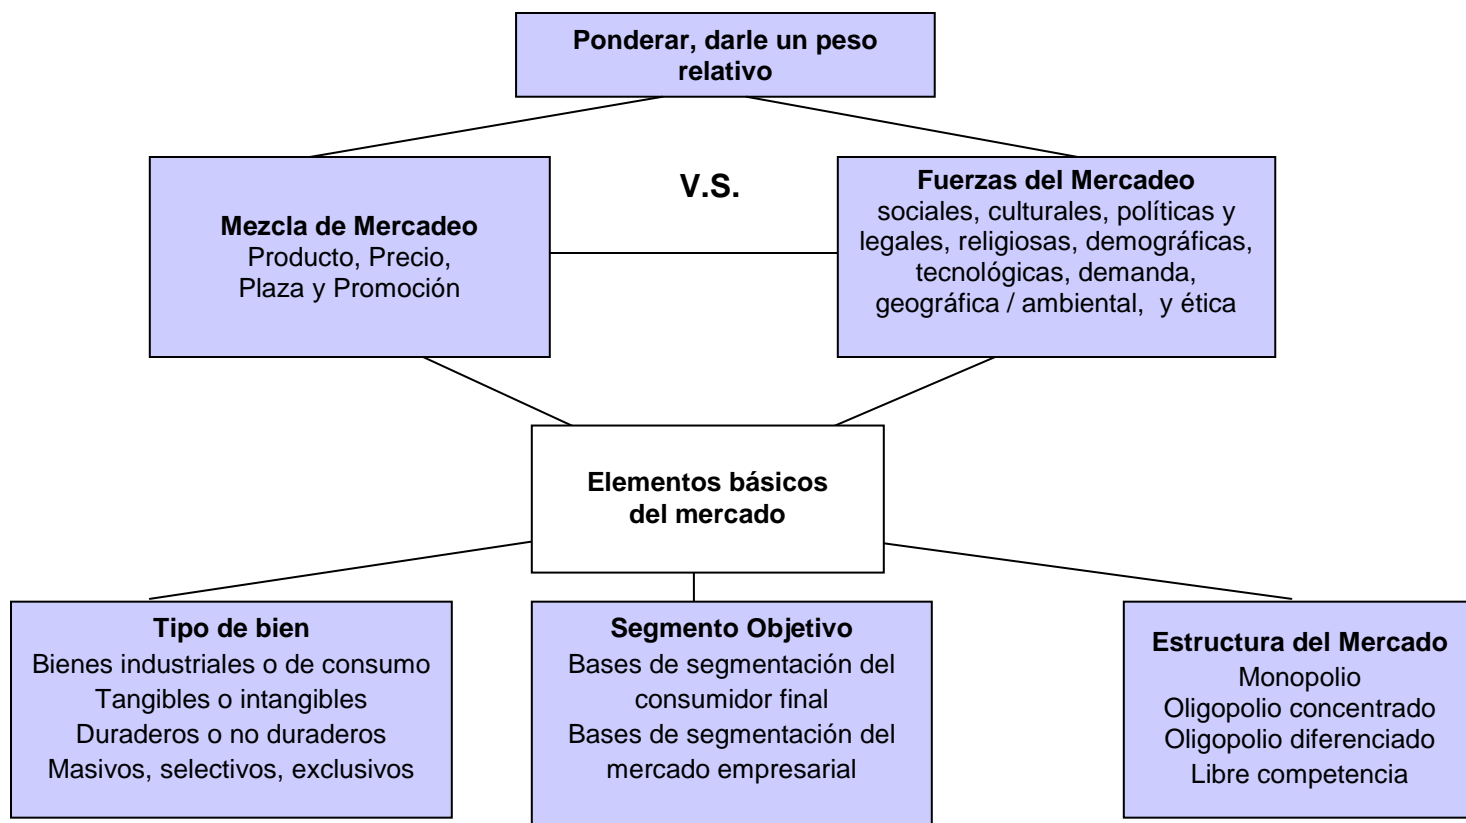 Ponderar, darle un peso
relativo
V.S.
Mezcla de Mercadeo
Producto, Precio,
Plaza y Promoción
Fuerzas del Mercadeo
sociales, culturales, políticas y
legales, religiosas, demográficas,
tecnológicas, demanda,
geográfica / ambiental, y ética
Elementos básicos
del mercado
Tipo de bien
Bienes industriales o de consumo
Tangibles o intangibles
Duraderos o no duraderos
Masivos, selectivos, exclusivos
Segmento Objetivo
Bases de segmentación del
consumidor final
Bases de segmentación del
mercado empresarial
Estructura del Mercado
Monopolio
Oligopolio concentrado
Oligopolio diferenciado
Libre competencia